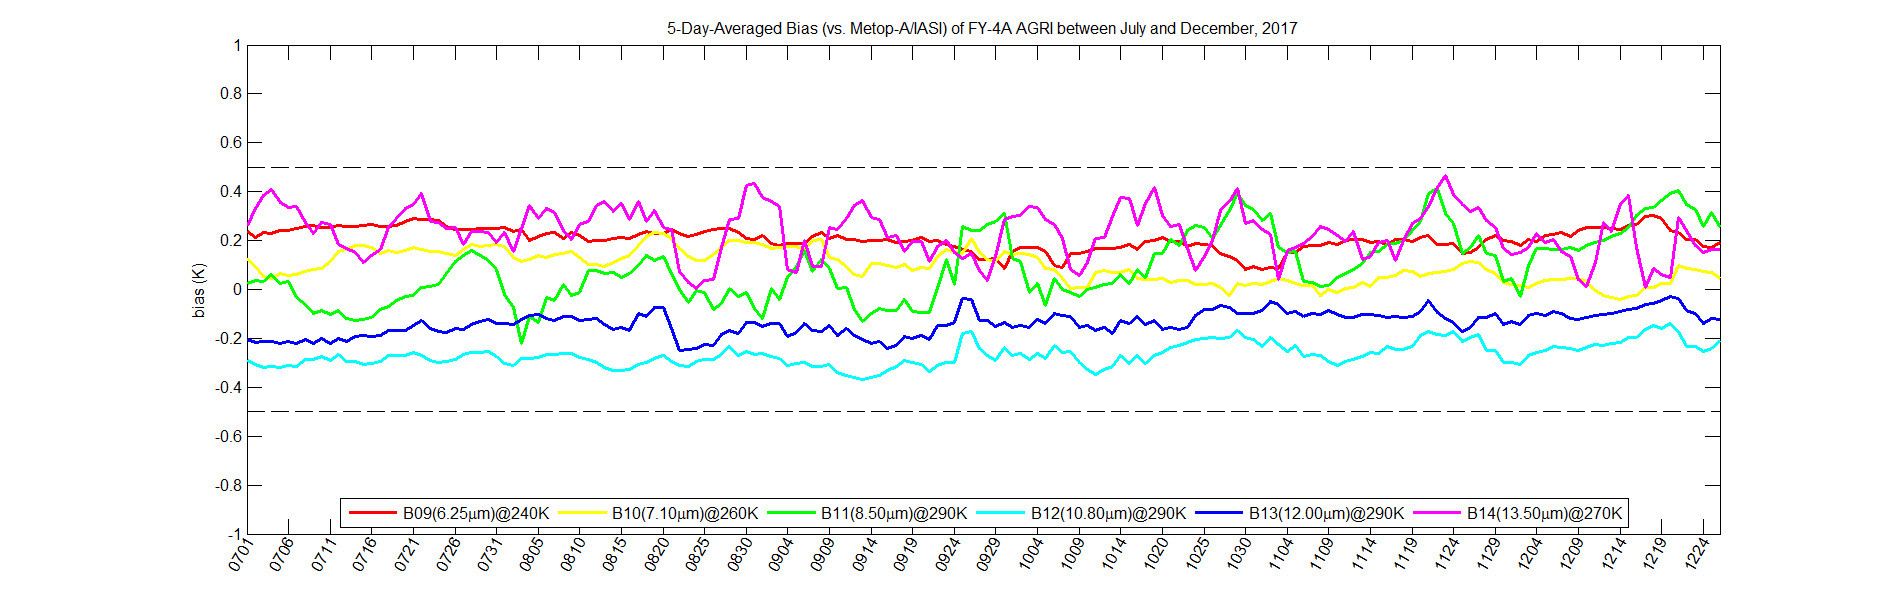 5-Day-Averaged Bias (vs. Metop-A/IASI) of FY-4A AGRI between July and December, 2017
1
0.8
0.6
0.4
0.2
0
-0.2
-0.4
-0.6
-0.8
-1
bias (K)
B09(6.25μm)@240K B10(7.10μm)@260K B11(8.50μm)@290K B12(10.80μm)@290K B13(12.00μm)@290K B14(13.50μm)@270K
0701 0706 0711 0716 0721 0726 0731 0805 0810 0815 0820 0825 0830 0904 0909 0914 0919 0924 0929 1004 1009 1014 1020 1025 1030 1104 1109 1114 1119 1124 1129 1204 1209 1214 1219 1224